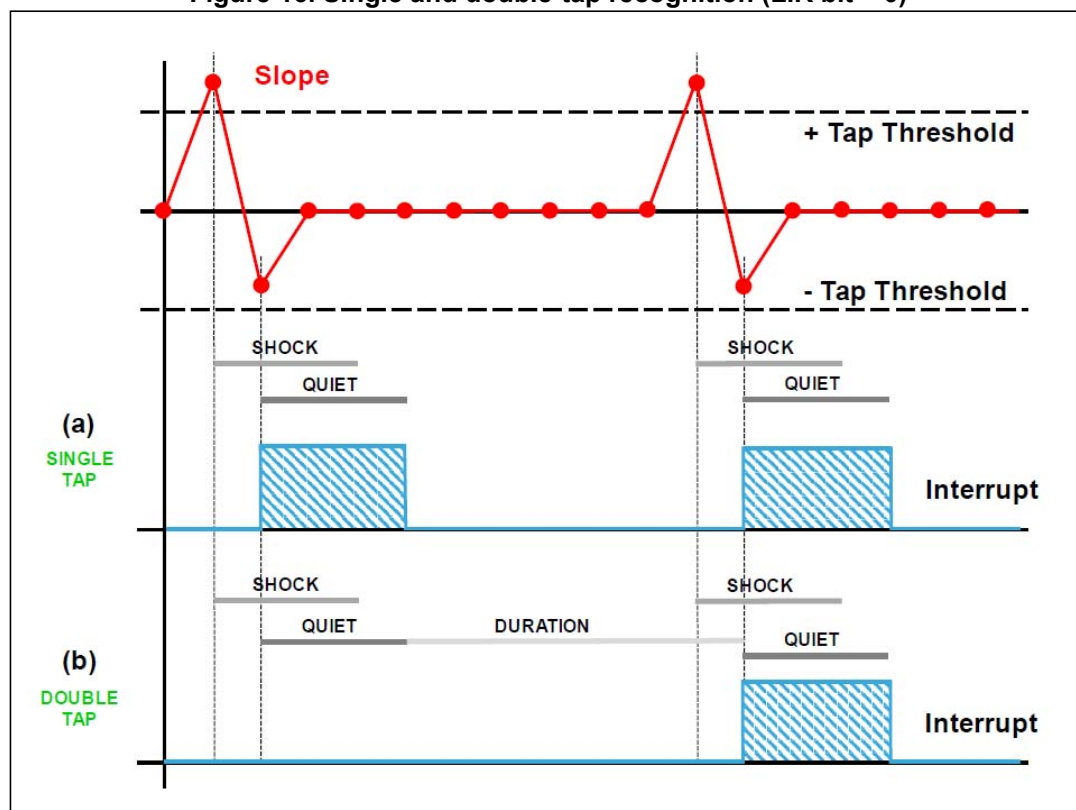 Slope
+ Tap Threshold
- Tap Threshold
SHOCK
SHOCK
QUIET
QUIET
(a)
SINGLE
TAP
Interrupt
SHOCK
SHOCK
QUIET
DURATION
QUIET
(b)
DOUBLE
TAP
Interrupt